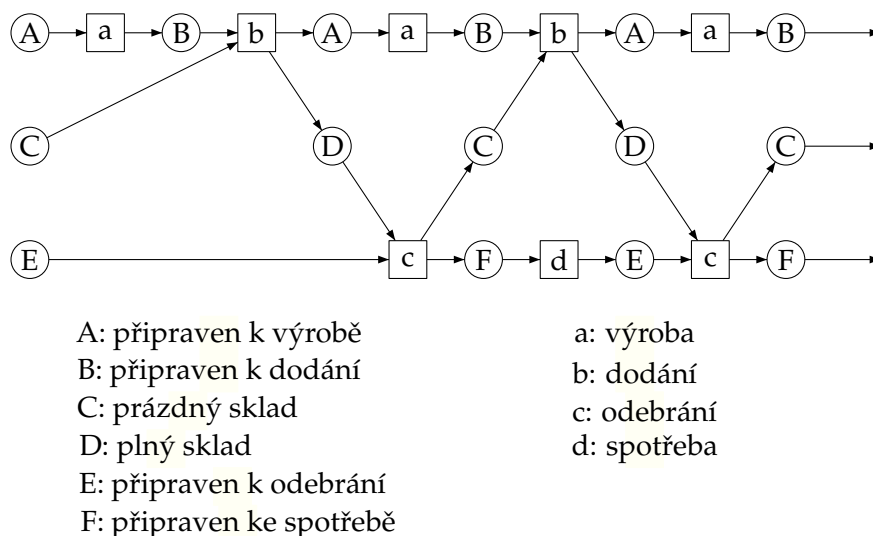 A a B b A a B b A a B
C D C D C
E c F d E c F
A: připraven k výrobě
B: připraven k dodání
C: prázdný sklad
D: plný sklad
E: připraven k odebrání
F: připraven ke spotřebě
a: výroba
b: dodání
c: odebrání
d: spotřeba